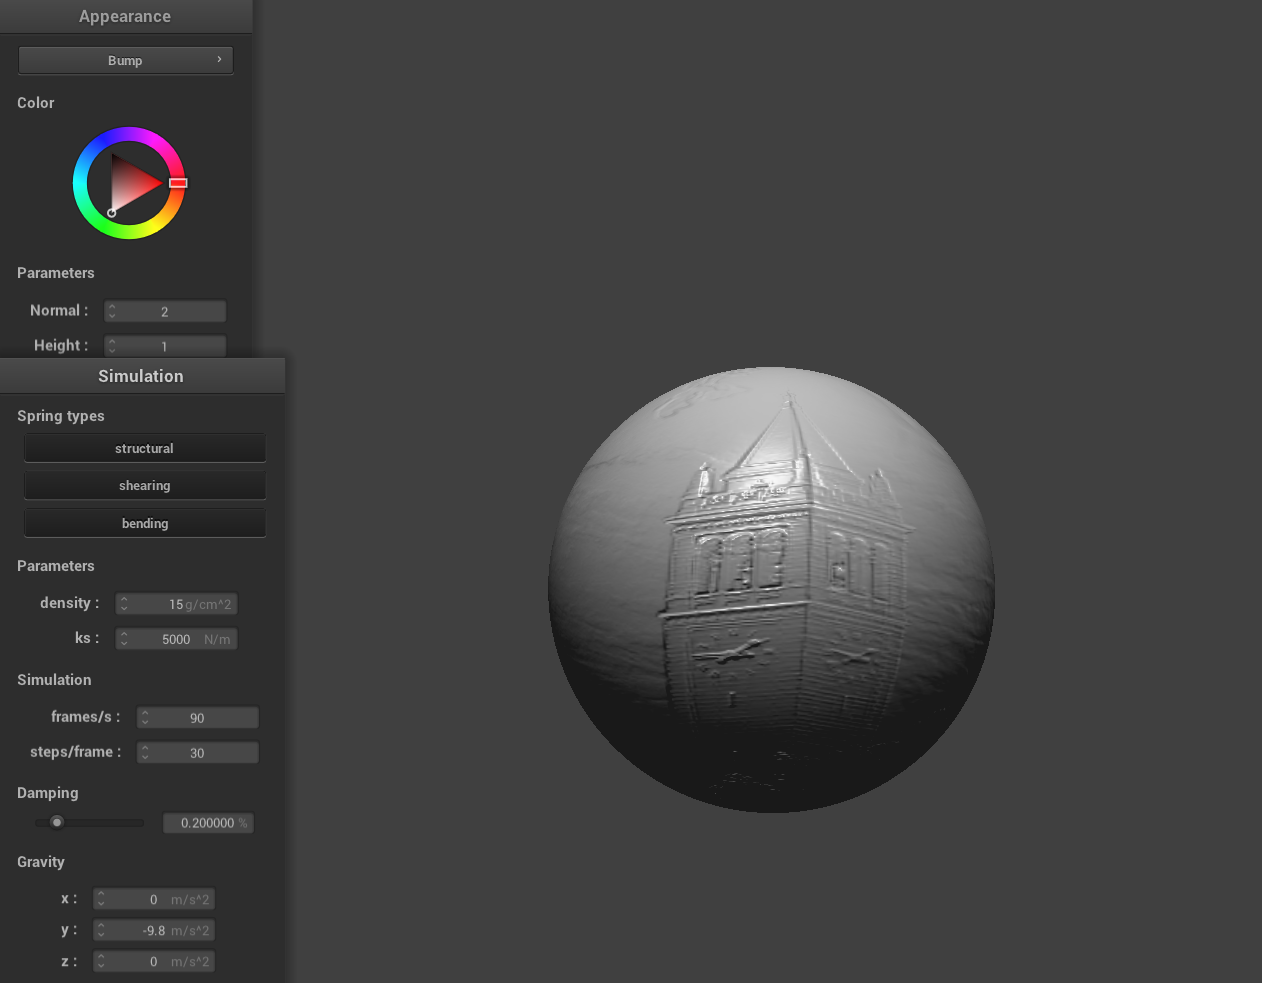 Appearance
Bump
Color
Parameters
Normal : 2
Height : 1
Simulation
Spring types
structural
shearing
bending
Parameters
density : 15 g/cm^2
ks : 5000 N/m
Simulation
frames/s : 90
steps/frame : 30
Damping
0.200000 %
Gravity
x : 0 m/s^2
y : -9.8 m/s^2
z : 0 m/s^2